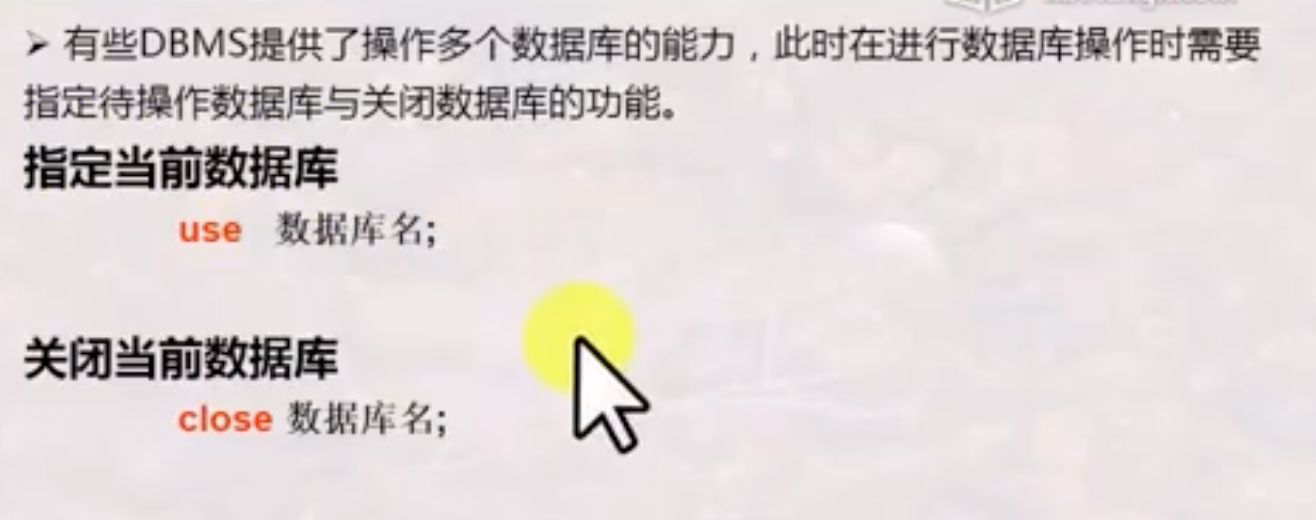 ➢ 有些DBMS提供了操作多个数据库的能力，此时在进行数据库操作时需要
指定待操作数据库与关闭数据库的功能。
指定当前数据库
use 数据库名;
关闭当前数据库
close 数据库名;